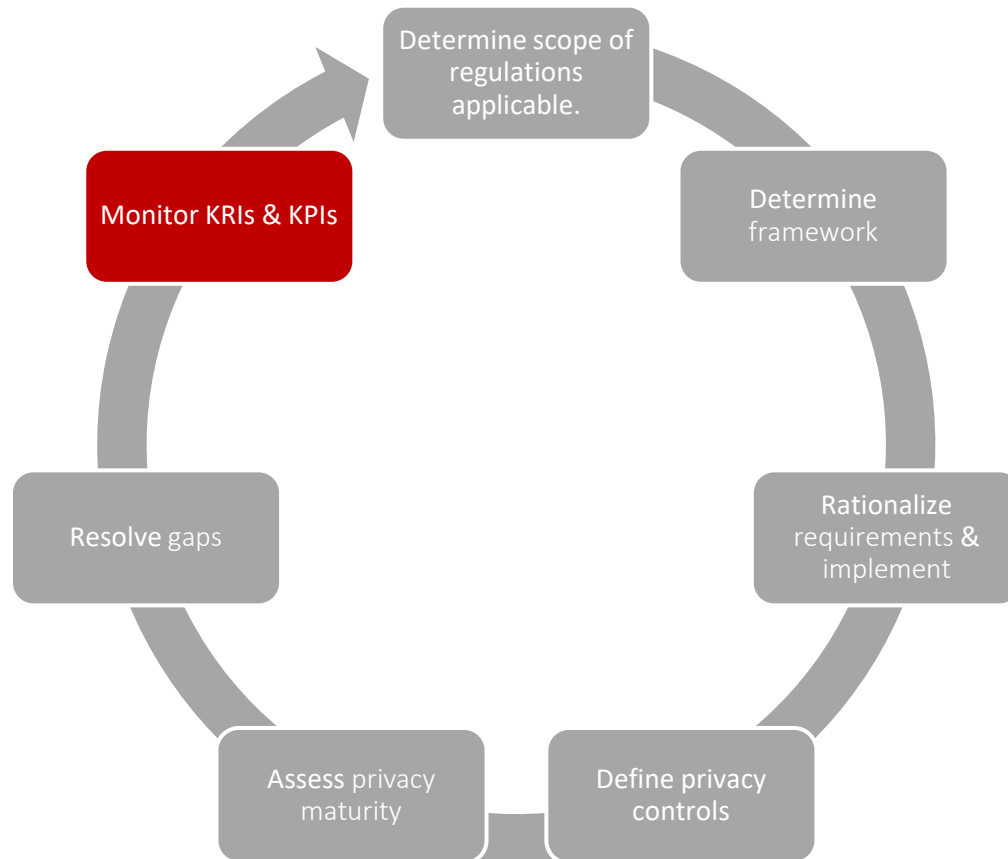 Determine scope of
regulations
applicable.
Determine
framework
Rationalize
requirements &
implement
Define privacy
controls
Assess privacy
maturity
Resolve gaps
Monitor KRIs & KPIs